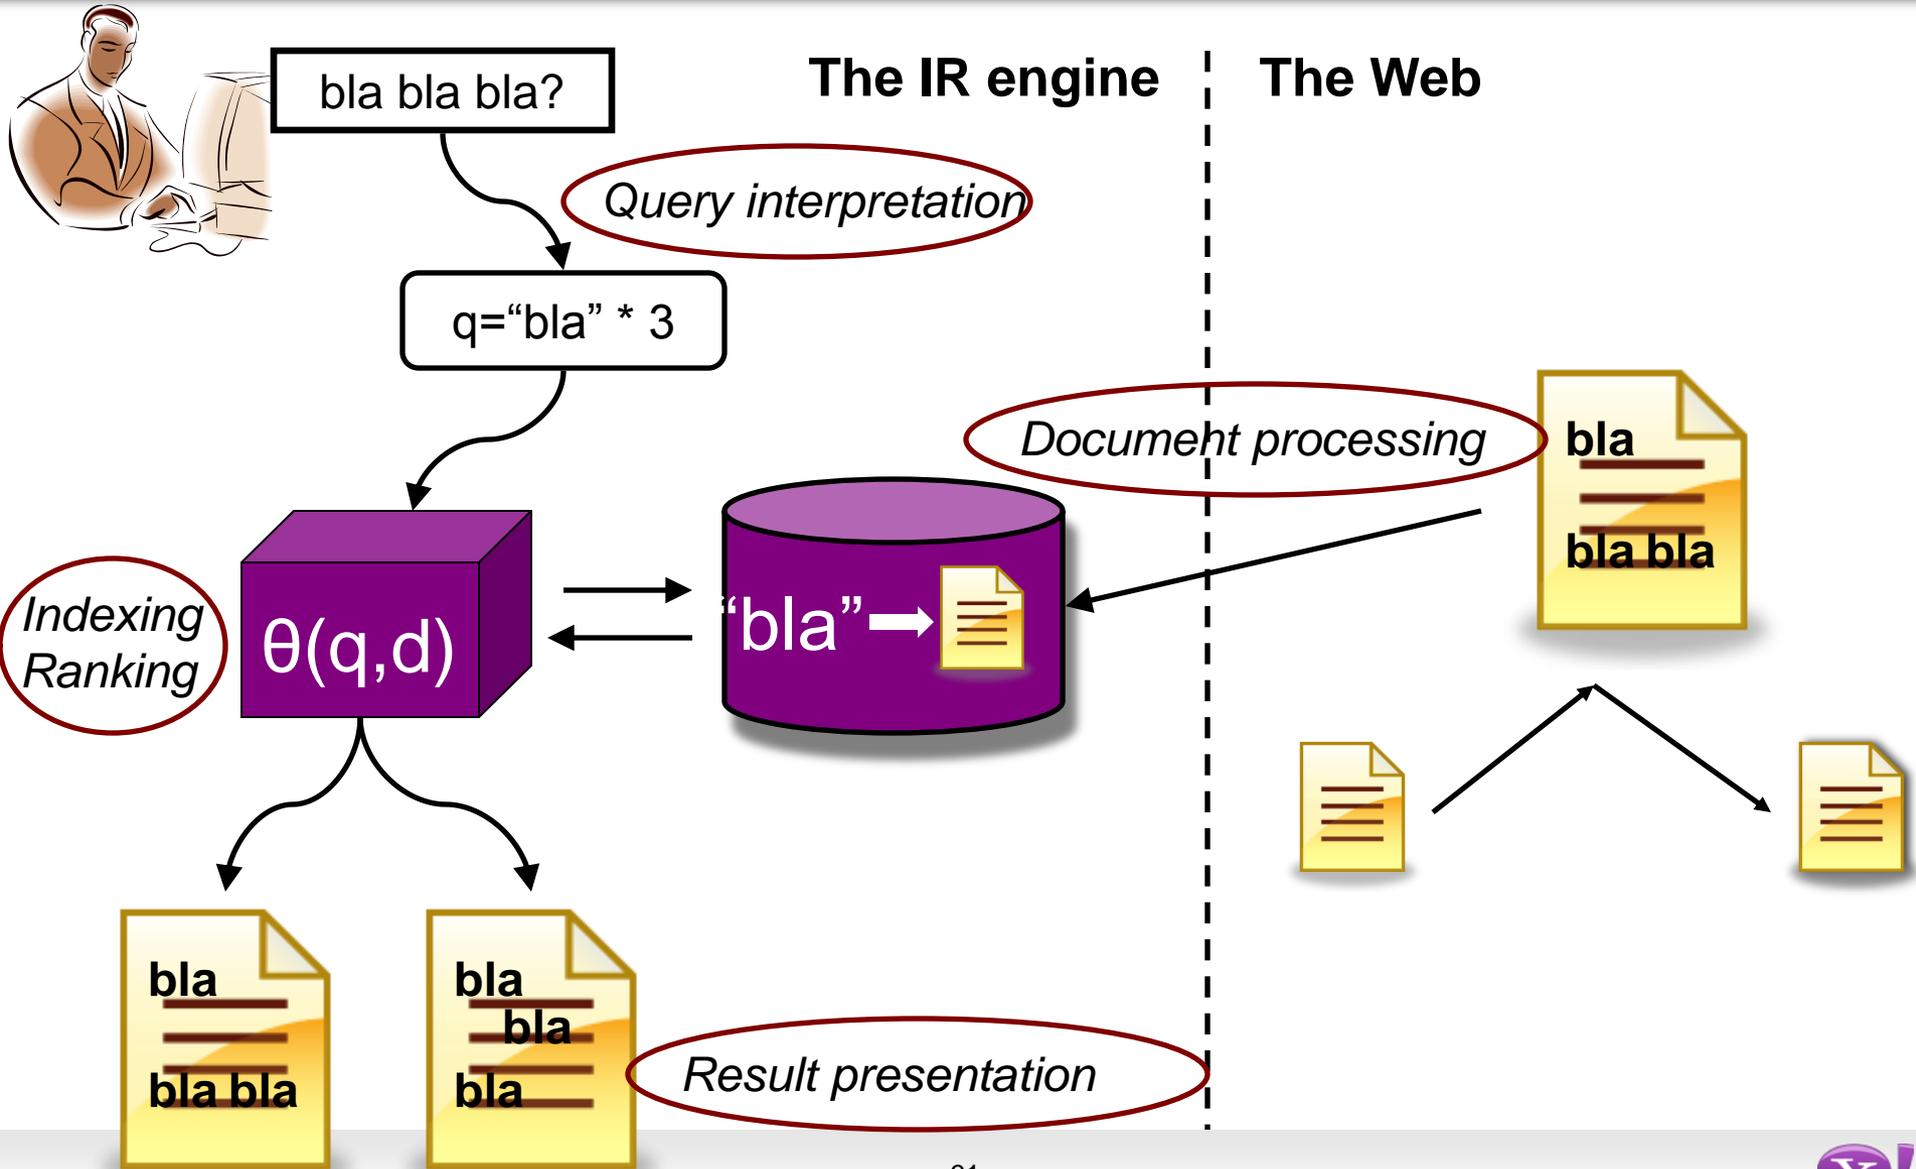 bla bla bla?
The IR engine
The Web
Query interpretation
q=“bla” * 3
Document processing
bla
bla bla
Indexing
Ranking
θ(q,d)
“bla”
bla
bla bla
bla
bla
bla
Result presentation